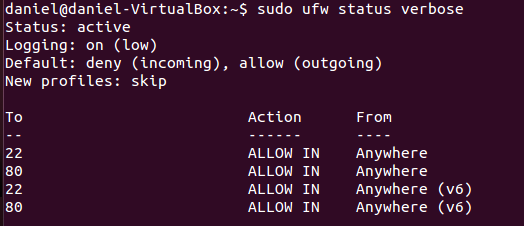 daniel@daniel-VirtualBox:~$ sudo ufw status verbose
Status: active
Logging: on (low)
Default: deny (incoming), allow (outgoing)
New profiles: skip
To Action From
-- ------ ----
22 ALLOW IN Anywhere
80 ALLOW IN Anywhere
22 ALLOW IN Anywhere (v6)
80 ALLOW IN Anywhere (v6)